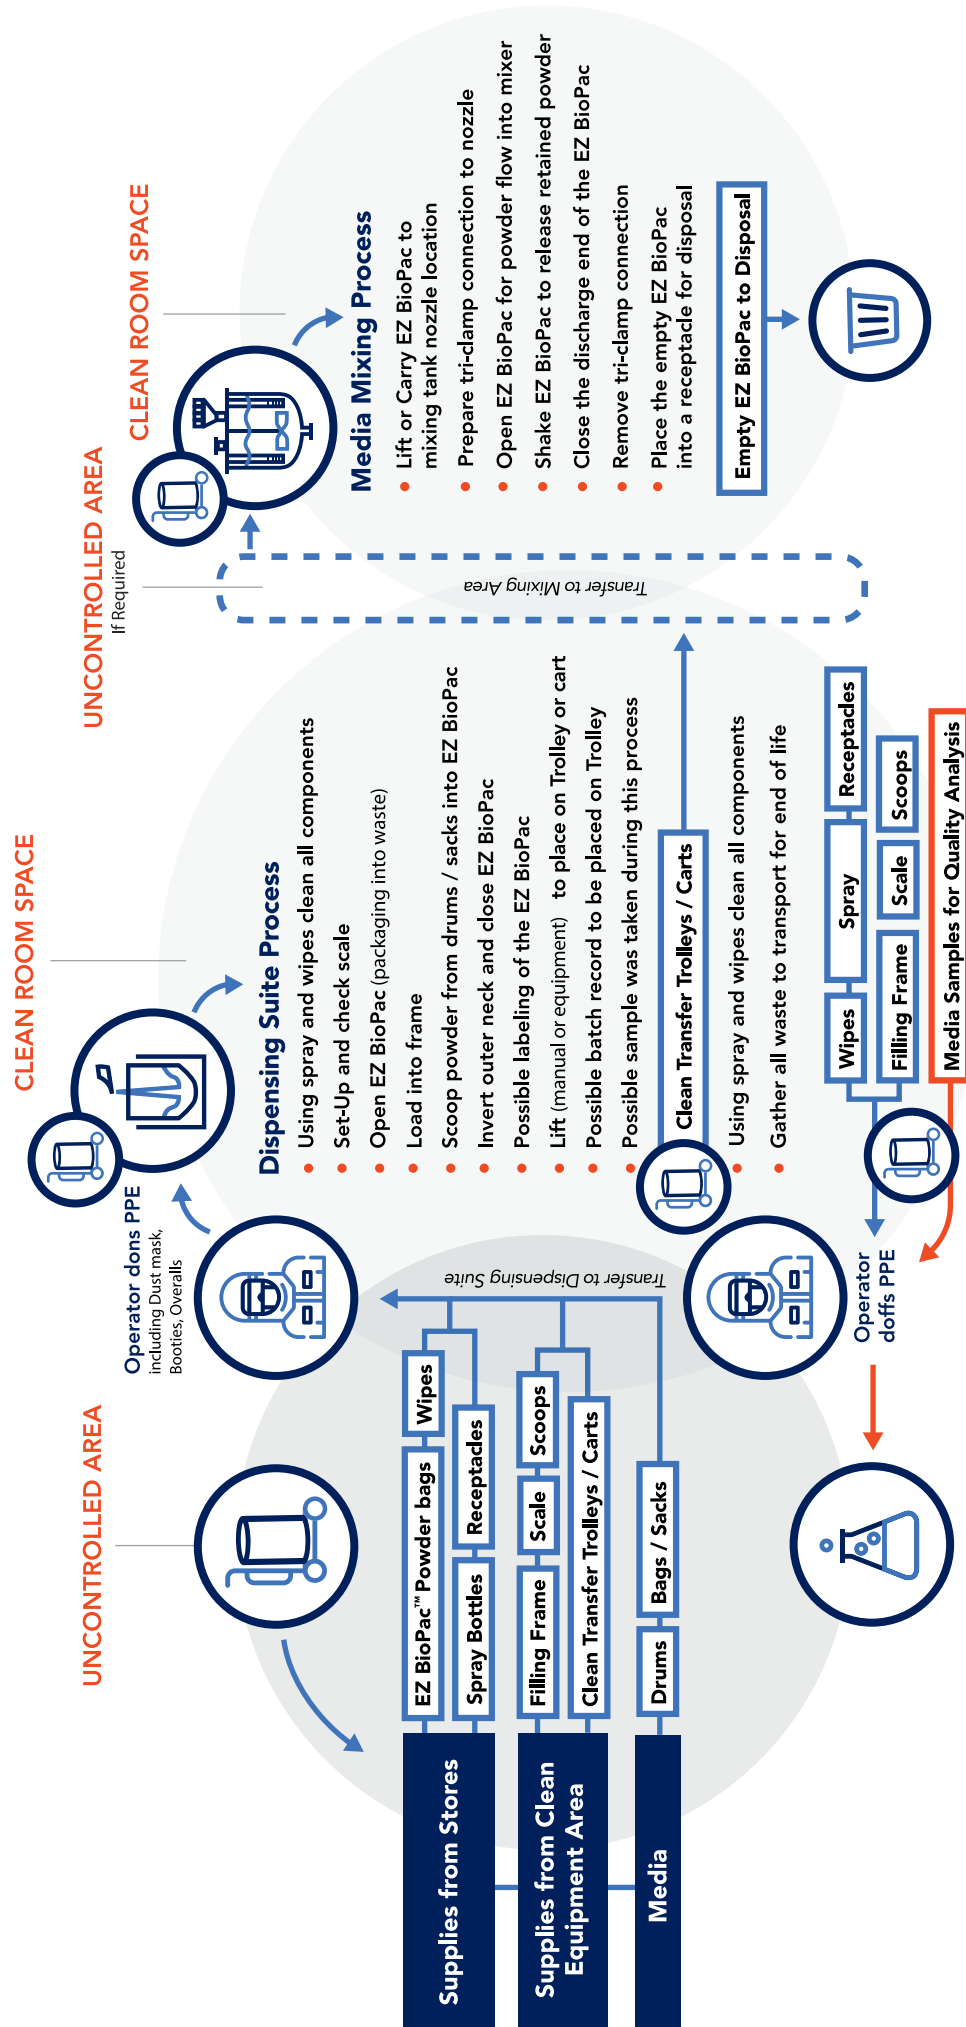 UNCONTROLLED AREA
Supplies from Stores
EZ BioPac™ Powder bags
Wipes
Spray Bottles
Receptacles
Supplies from Clean
Equipment Area
Filling Frame
Scale
Scoops
Clean Transfer Trolleys / Carts
Media
Drums
Bags / Sacks
Transfer to Dispensing Suite
Operator dons PPE
including Dust mask,
Booties, Overalls
CLEAN ROOM SPACE
Dispensing Suite Process
• Using spray and wipes clean all components
• Set-Up and check scale
• Open EZ BioPac (packaging into waste)
• Load into frame
• Scoop powder from drums / sacks into EZ BioPac
• Invert outer neck and close EZ BioPac
• Possible labeling of the EZ BioPac
• Lift (manual or equipment) to place on Trolley or cart
• Possible batch record to be placed on Trolley
• Possible sample was taken during this process
Clean Transfer Trolleys / Carts
• Using spray and wipes clean all components
• Gather all waste to transport for end of life
Wipes
Spray
Receptacles
Filling Frame
Scale
Scoops
Media Samples for Quality Analysis
Operator
doffs PPE
UNCONTROLLED AREA
If Required
Transfer to Mixing Area
CLEAN ROOM SPACE
Media Mixing Process
• Lift or Carry EZ BioPac to
mixing tank nozzle location
• Prepare tri-clamp connection to nozzle
• Open EZ BioPac for powder flow into mixer
• Shake EZ BioPac to release retained powder
• Close the discharge end of the EZ BioPac
• Remove tri-clamp connection
• Place the empty EZ BioPac
into a receptacle for disposal
Empty EZ BioPac to Disposal